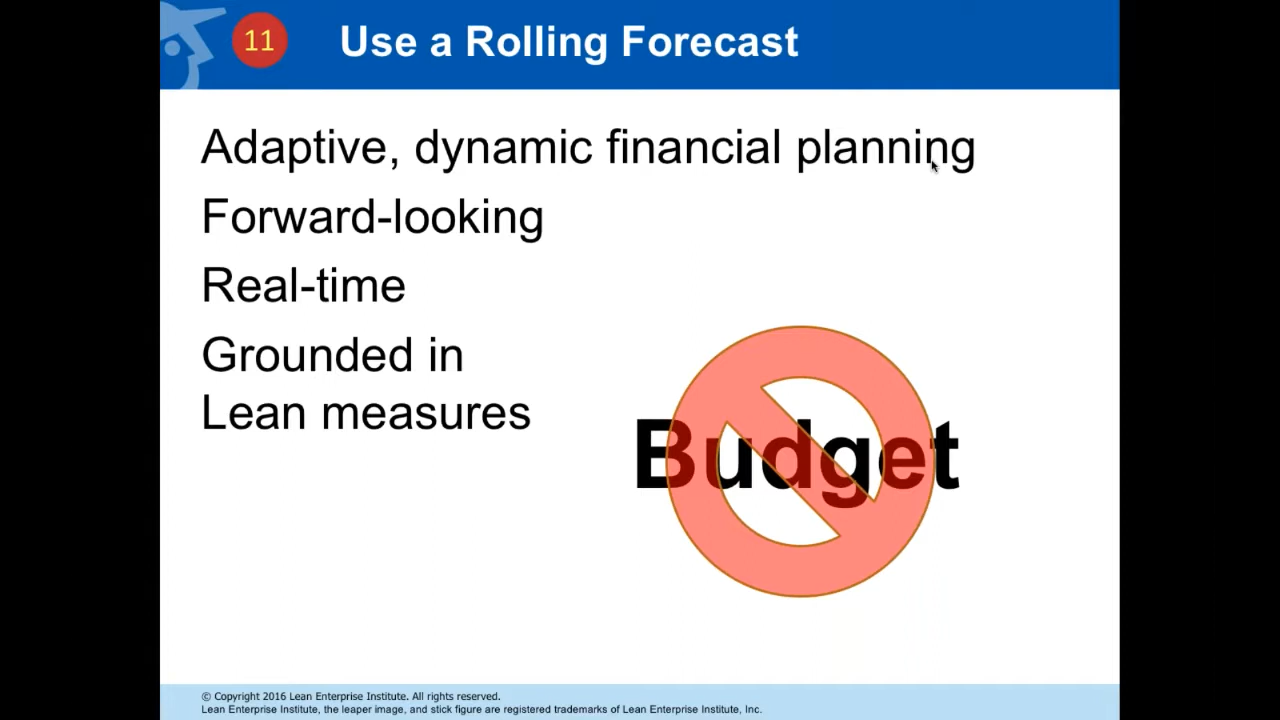 11
Use a Rolling Forecast
Adaptive, dynamic financial planning
Forward-looking
Real-time
Grounded in
Lean measures
Budget
© Copyright 2016 Lean Enterprise Institute. All rights reserved.
Lean Enterprise Institute, the leaper image, and stick figure are registered trademarks of Lean Enterprise Institute, Inc.